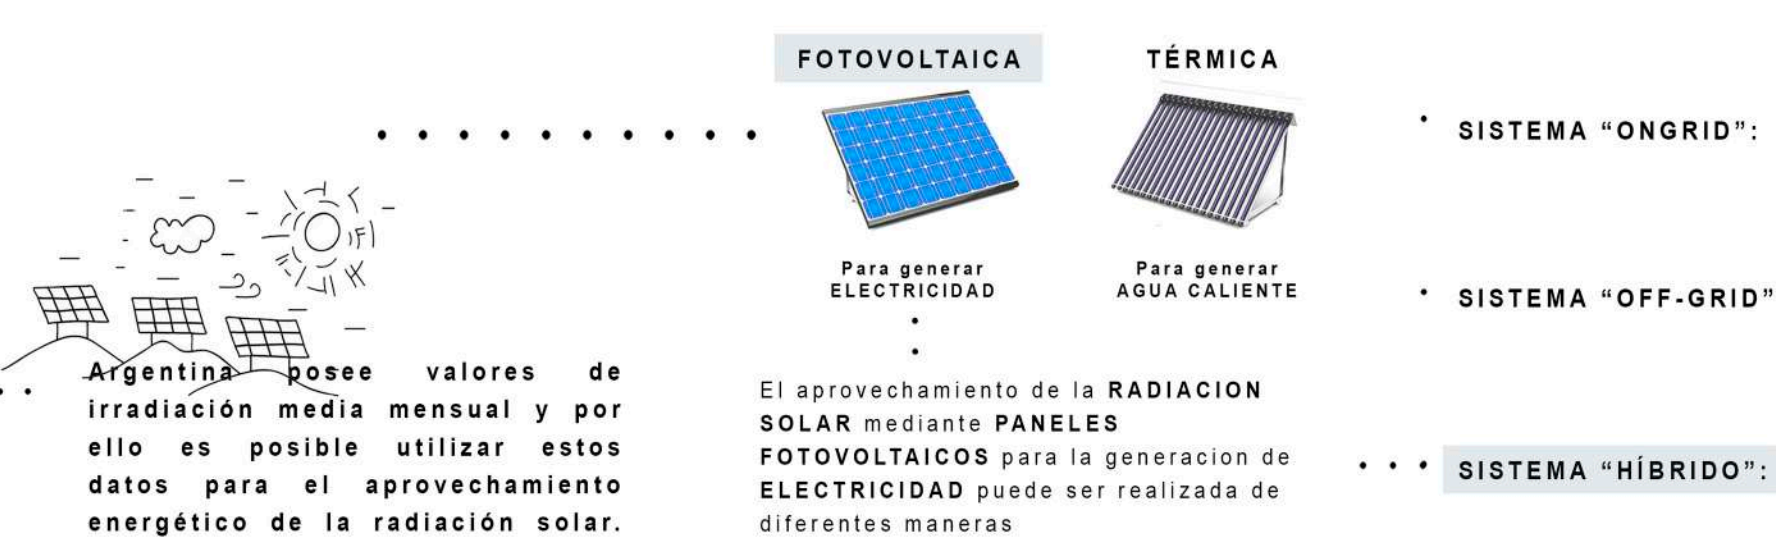 FOTOVOLTAICA
TÉRMICA
Para generar
ELECTRICIDAD
Para generar
AGUA CALIENTE
Argentina posee valores de
irradiación media mensual y por
ello es posible utilizar estos
datos para el aprovechamiento
energético de la radiación solar.
El aprovechamiento de la RADIACION
SOLAR mediante PANELES
FOTOVOLTAICOS para la generacion de
ELECTRICIDAD puede ser realizada de
diferentes maneras
SISTEMA “ONGRID”:
SISTEMA “OFF-GRID”
SISTEMA “HÍBRIDO”: